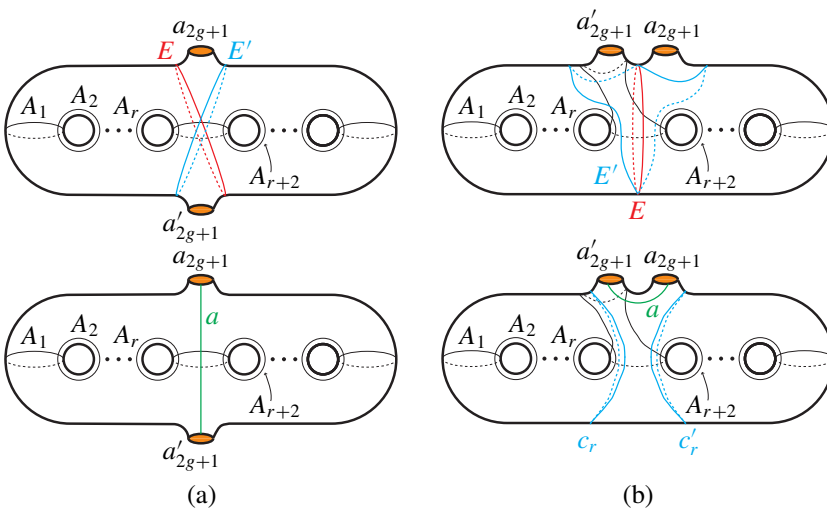 a_{2g+1}
E E'
A_1 A_2 A_r
A_{r+2}
a'_{2g+1}
a'_{2g+1} a_{2g+1}
A_1 A_2 A_r
A_{r+2}
E'
E
a_{2g+1}
a
A_1 A_2 A_r
A_{r+2}
a'_{2g+1}
(a)
a'_{2g+1} a_{2g+1}
a
A_1 A_2 A_r
A_{r+2}
c_r c'_r
(b)